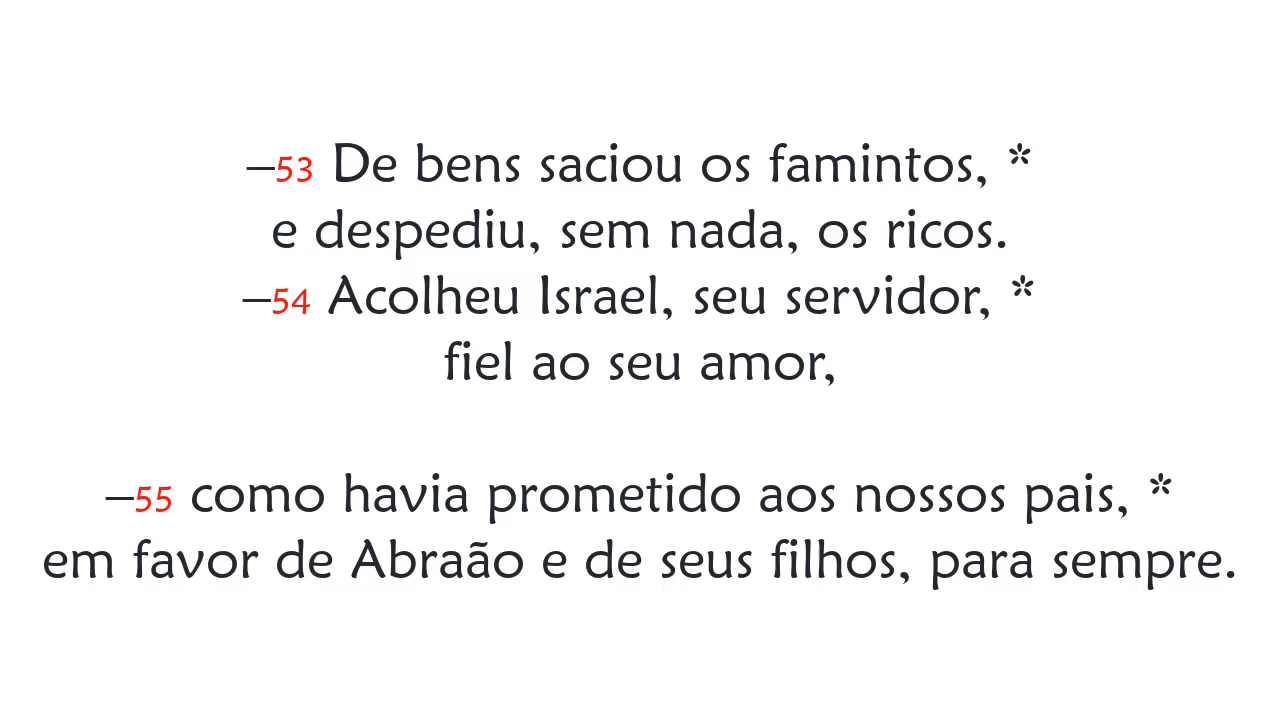 –53 De bens saciou os famintos, *
e despediu, sem nada, os ricos.
–54 Acolheu Israel, seu servidor, *
fiel ao seu amor,
–55 como havia prometido aos nossos pais, *
em favor de Abraão e de seus filhos, para sempre.